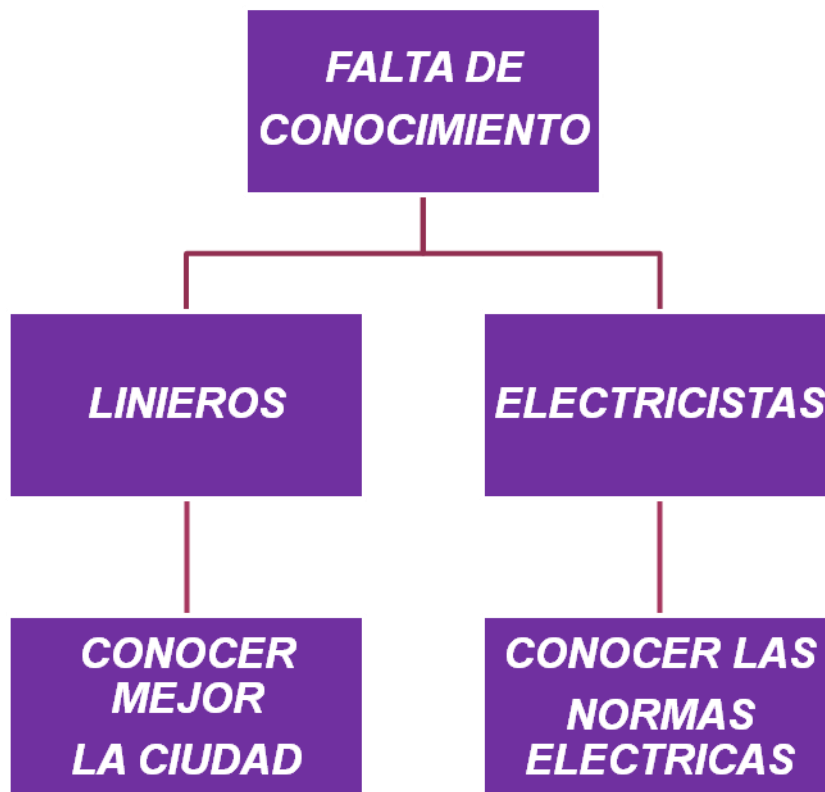 FALTA DE
CONOCIMIENTO
LINIEROS
ELECTRICISTAS
CONOCER
MEJOR
LA CIUDAD
CONOCER LAS
NORMAS
ELECTRICAS